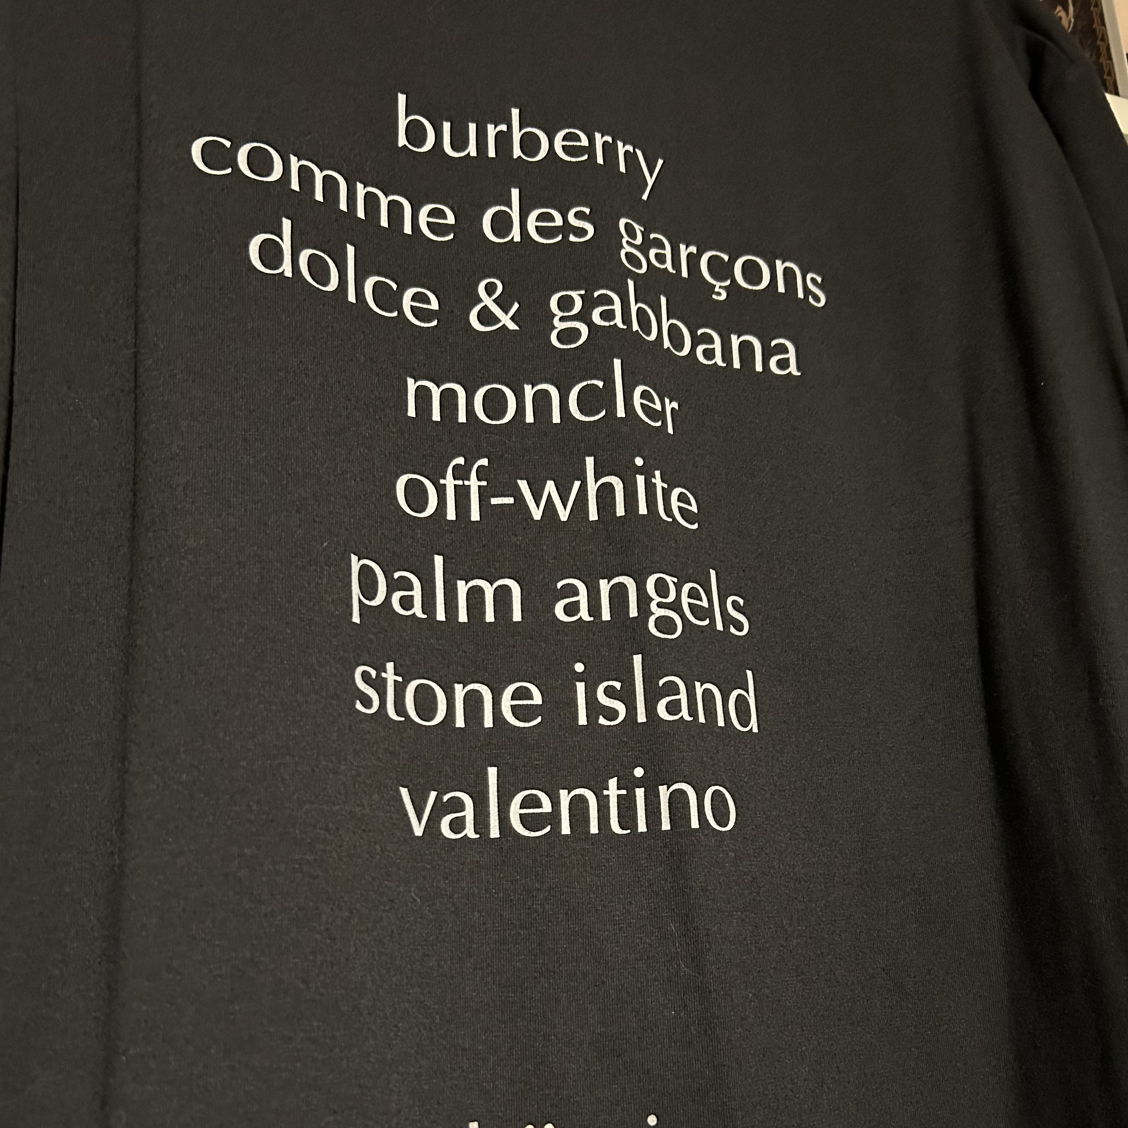 burberry
comme des garçons
dolce & gabbana
moncler
off-white
palm angels
stone island
valentino